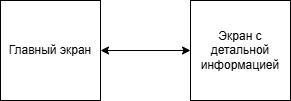 Главный экран
Экран с
детальной
информацией